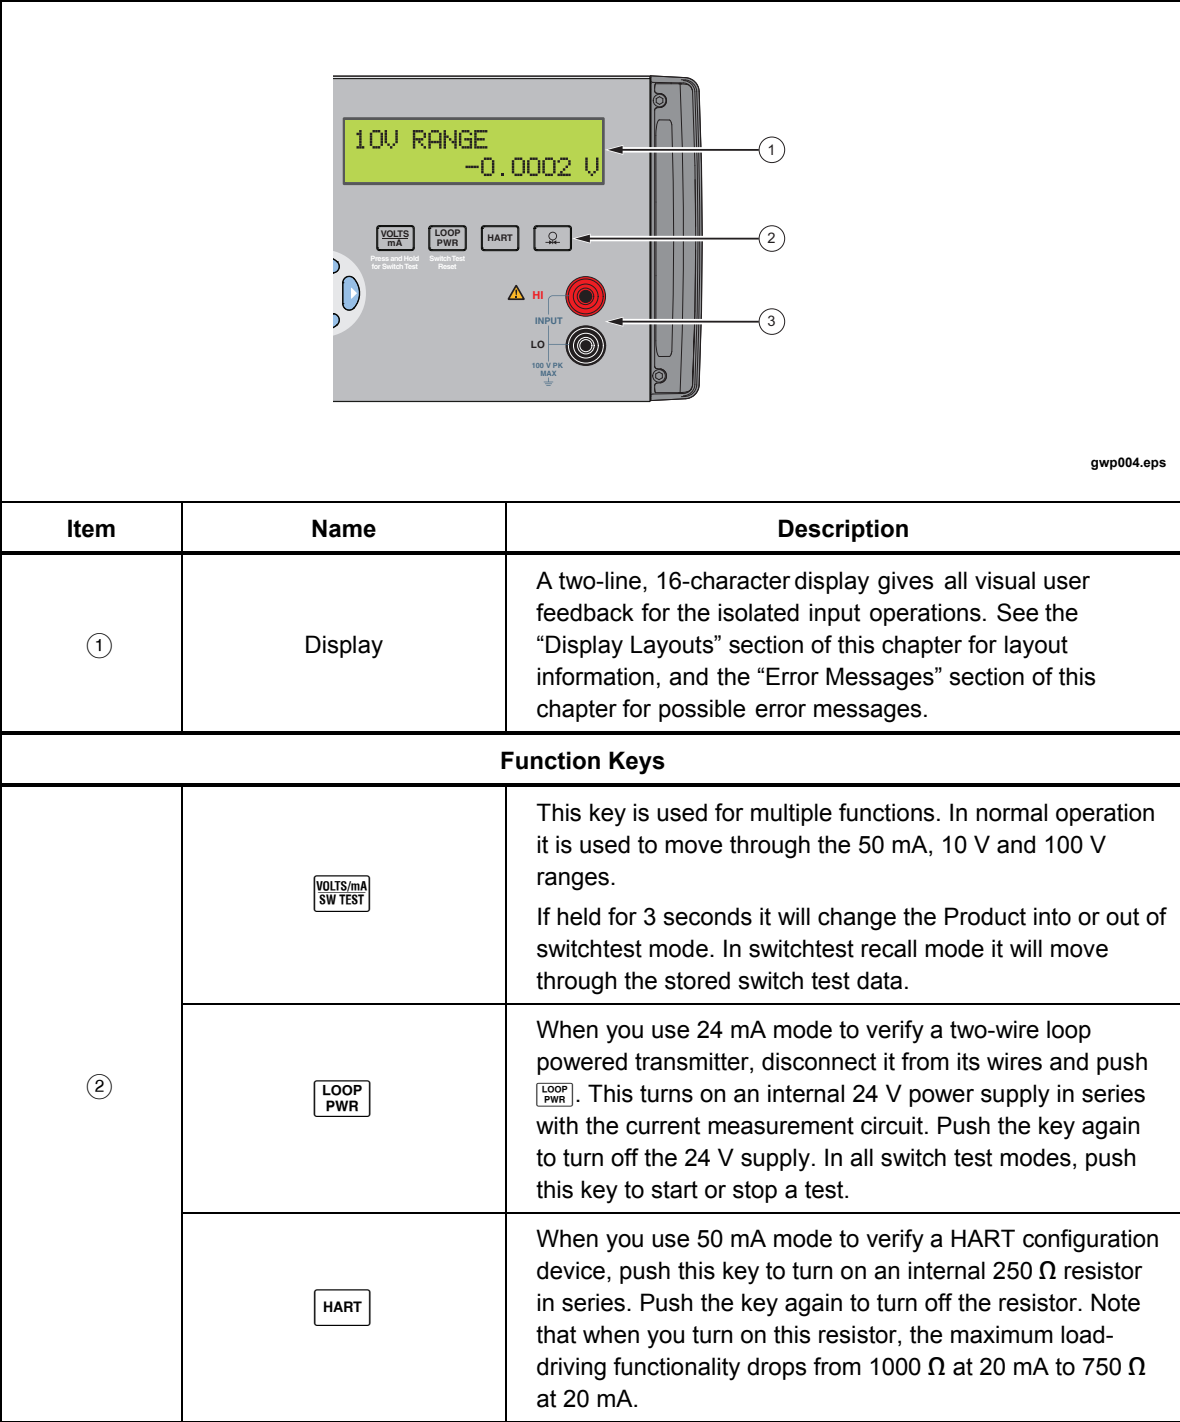 10V RANGE
-0.0002 V
1
VOLTS
mA
LOOP
PWR
HART
2
Press and Hold
for Switch Test
Switch Test
Reset
HI
INPUT
3
LO
100 V PK
MAX
gwp004.eps
Item Name Description
1 Display
A two-line, 16-character display gives all visual user
feedback for the isolated input operations. See the
“Display Layouts” section of this chapter for layout
information, and the “Error Messages” section of this
chapter for possible error messages.
Function Keys
2
VOLTS/mA
SW TEST
This key is used for multiple functions. In normal operation
it is used to move through the 50 mA, 10 V and 100 V
ranges.
If held for 3 seconds it will change the Product into or out of
switchtest mode. In switchtest recall mode it will move
through the stored switch test data.
LOOP
PWR
When you use 24 mA mode to verify a two-wire loop
powered transmitter, disconnect it from its wires and push
LOOP PWR. This turns on an internal 24 V power supply in series
with the current measurement circuit. Push the key again
to turn off the 24 V supply. In all switch test modes, push
this key to start or stop a test.
HART
When you use 50 mA mode to verify a HART configuration
device, push this key to turn on an internal 250 Ω resistor
in series. Push the key again to turn off the resistor. Note
that when you turn on this resistor, the maximum load-
driving functionality drops from 1000 Ω at 20 mA to 750 Ω
at 20 mA.